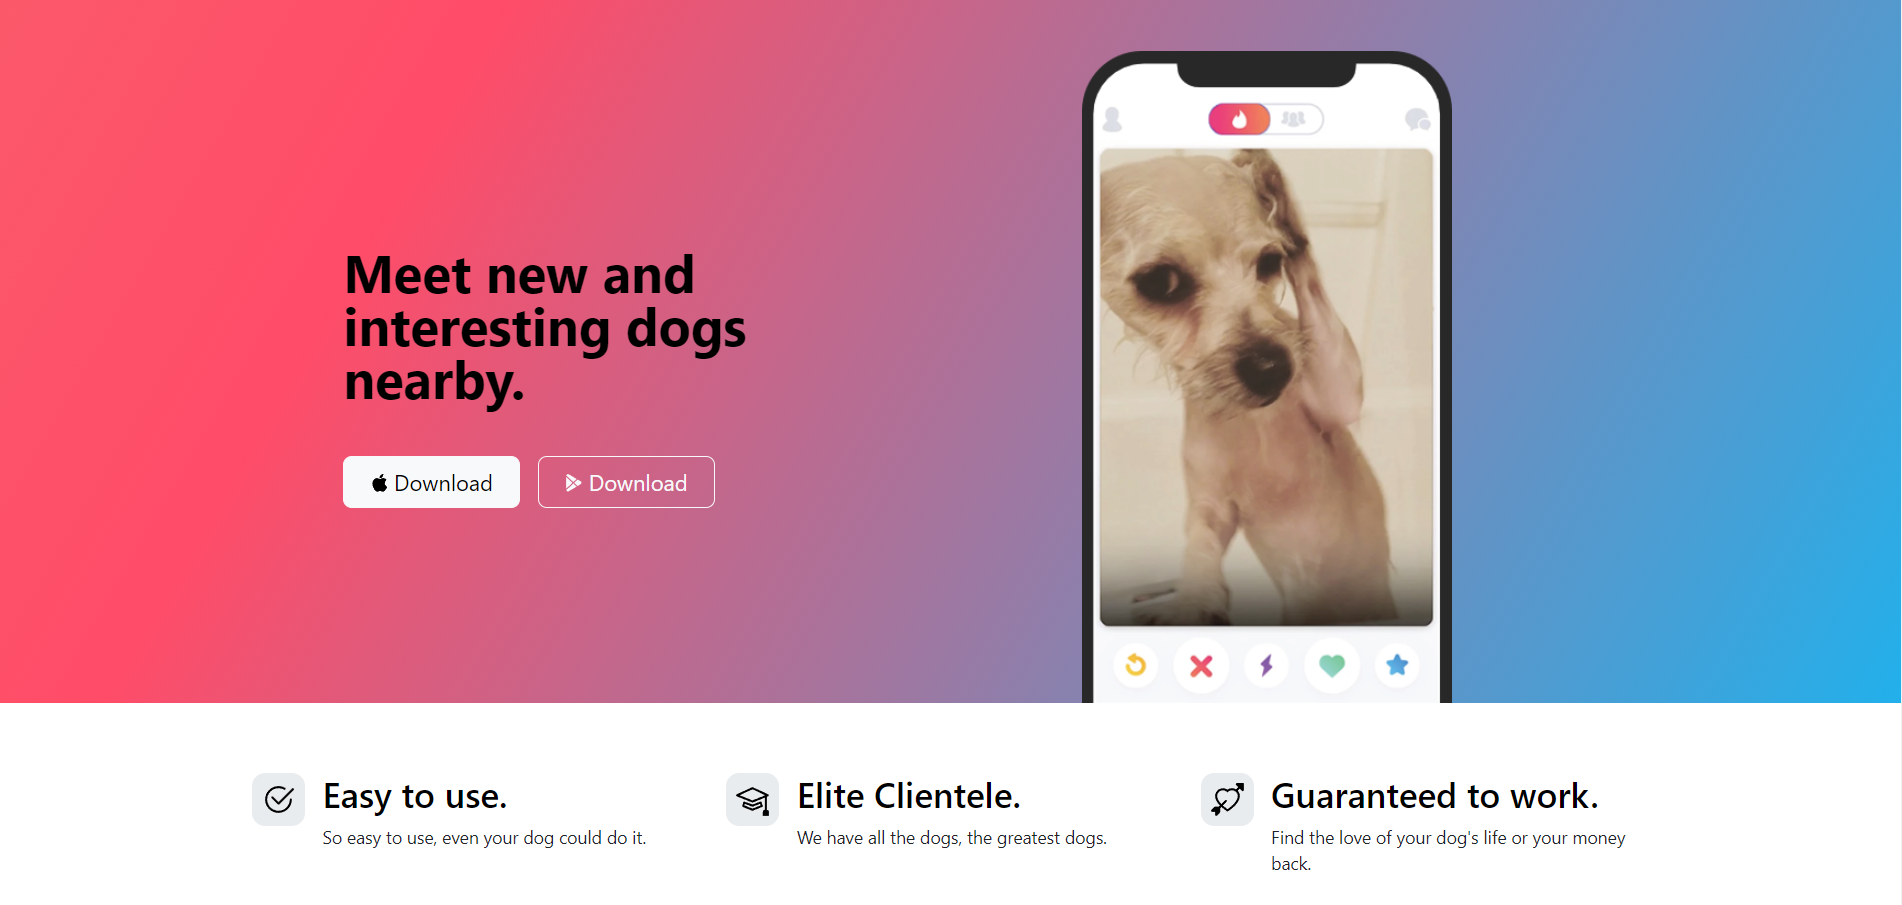 Meet new and
interesting dogs
nearby.
Download
Download
Easy to use.
So easy to use, even your dog could do it.
Elite Clientele.
We have all the dogs, the greatest dogs.
Guaranteed to work.
Find the love of your dog's life or your money
back.